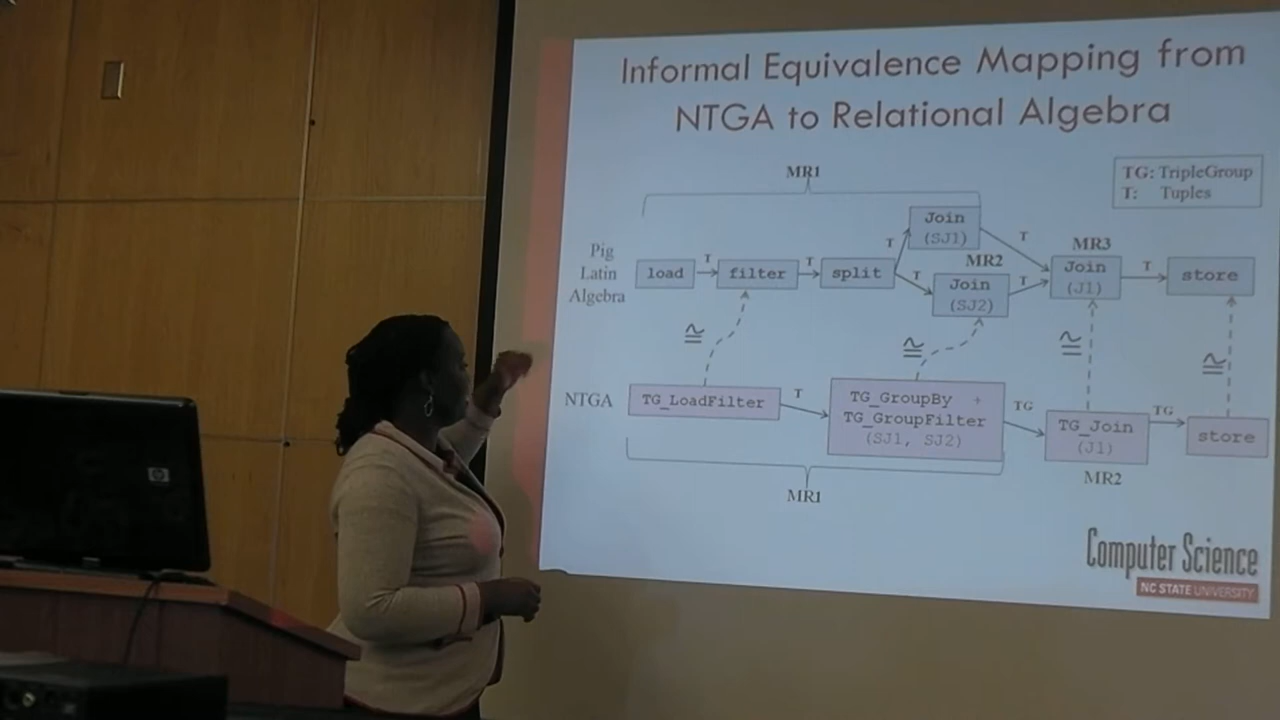 Informal Equivalence Mapping from
NTGA to Relational Algebra
MR1
TG: TripleGroup
T: Tuples
Pig
Latin
Algebra
load
T
filter
T
split
T
Join
(SJ1)
T
MR2
T
Join
(SJ2)
T
MR3
Join
(J1)
T
store
≅
≅
≅
≅
NTGA
TG_LoadFilter
T
TG_GroupBy +
TG_GroupFilter
(SJ1, SJ2)
TG
TG_Join
(J1)
TG
store
MR1
MR2
Computer Science
NC STATE UNIVERSITY
hp